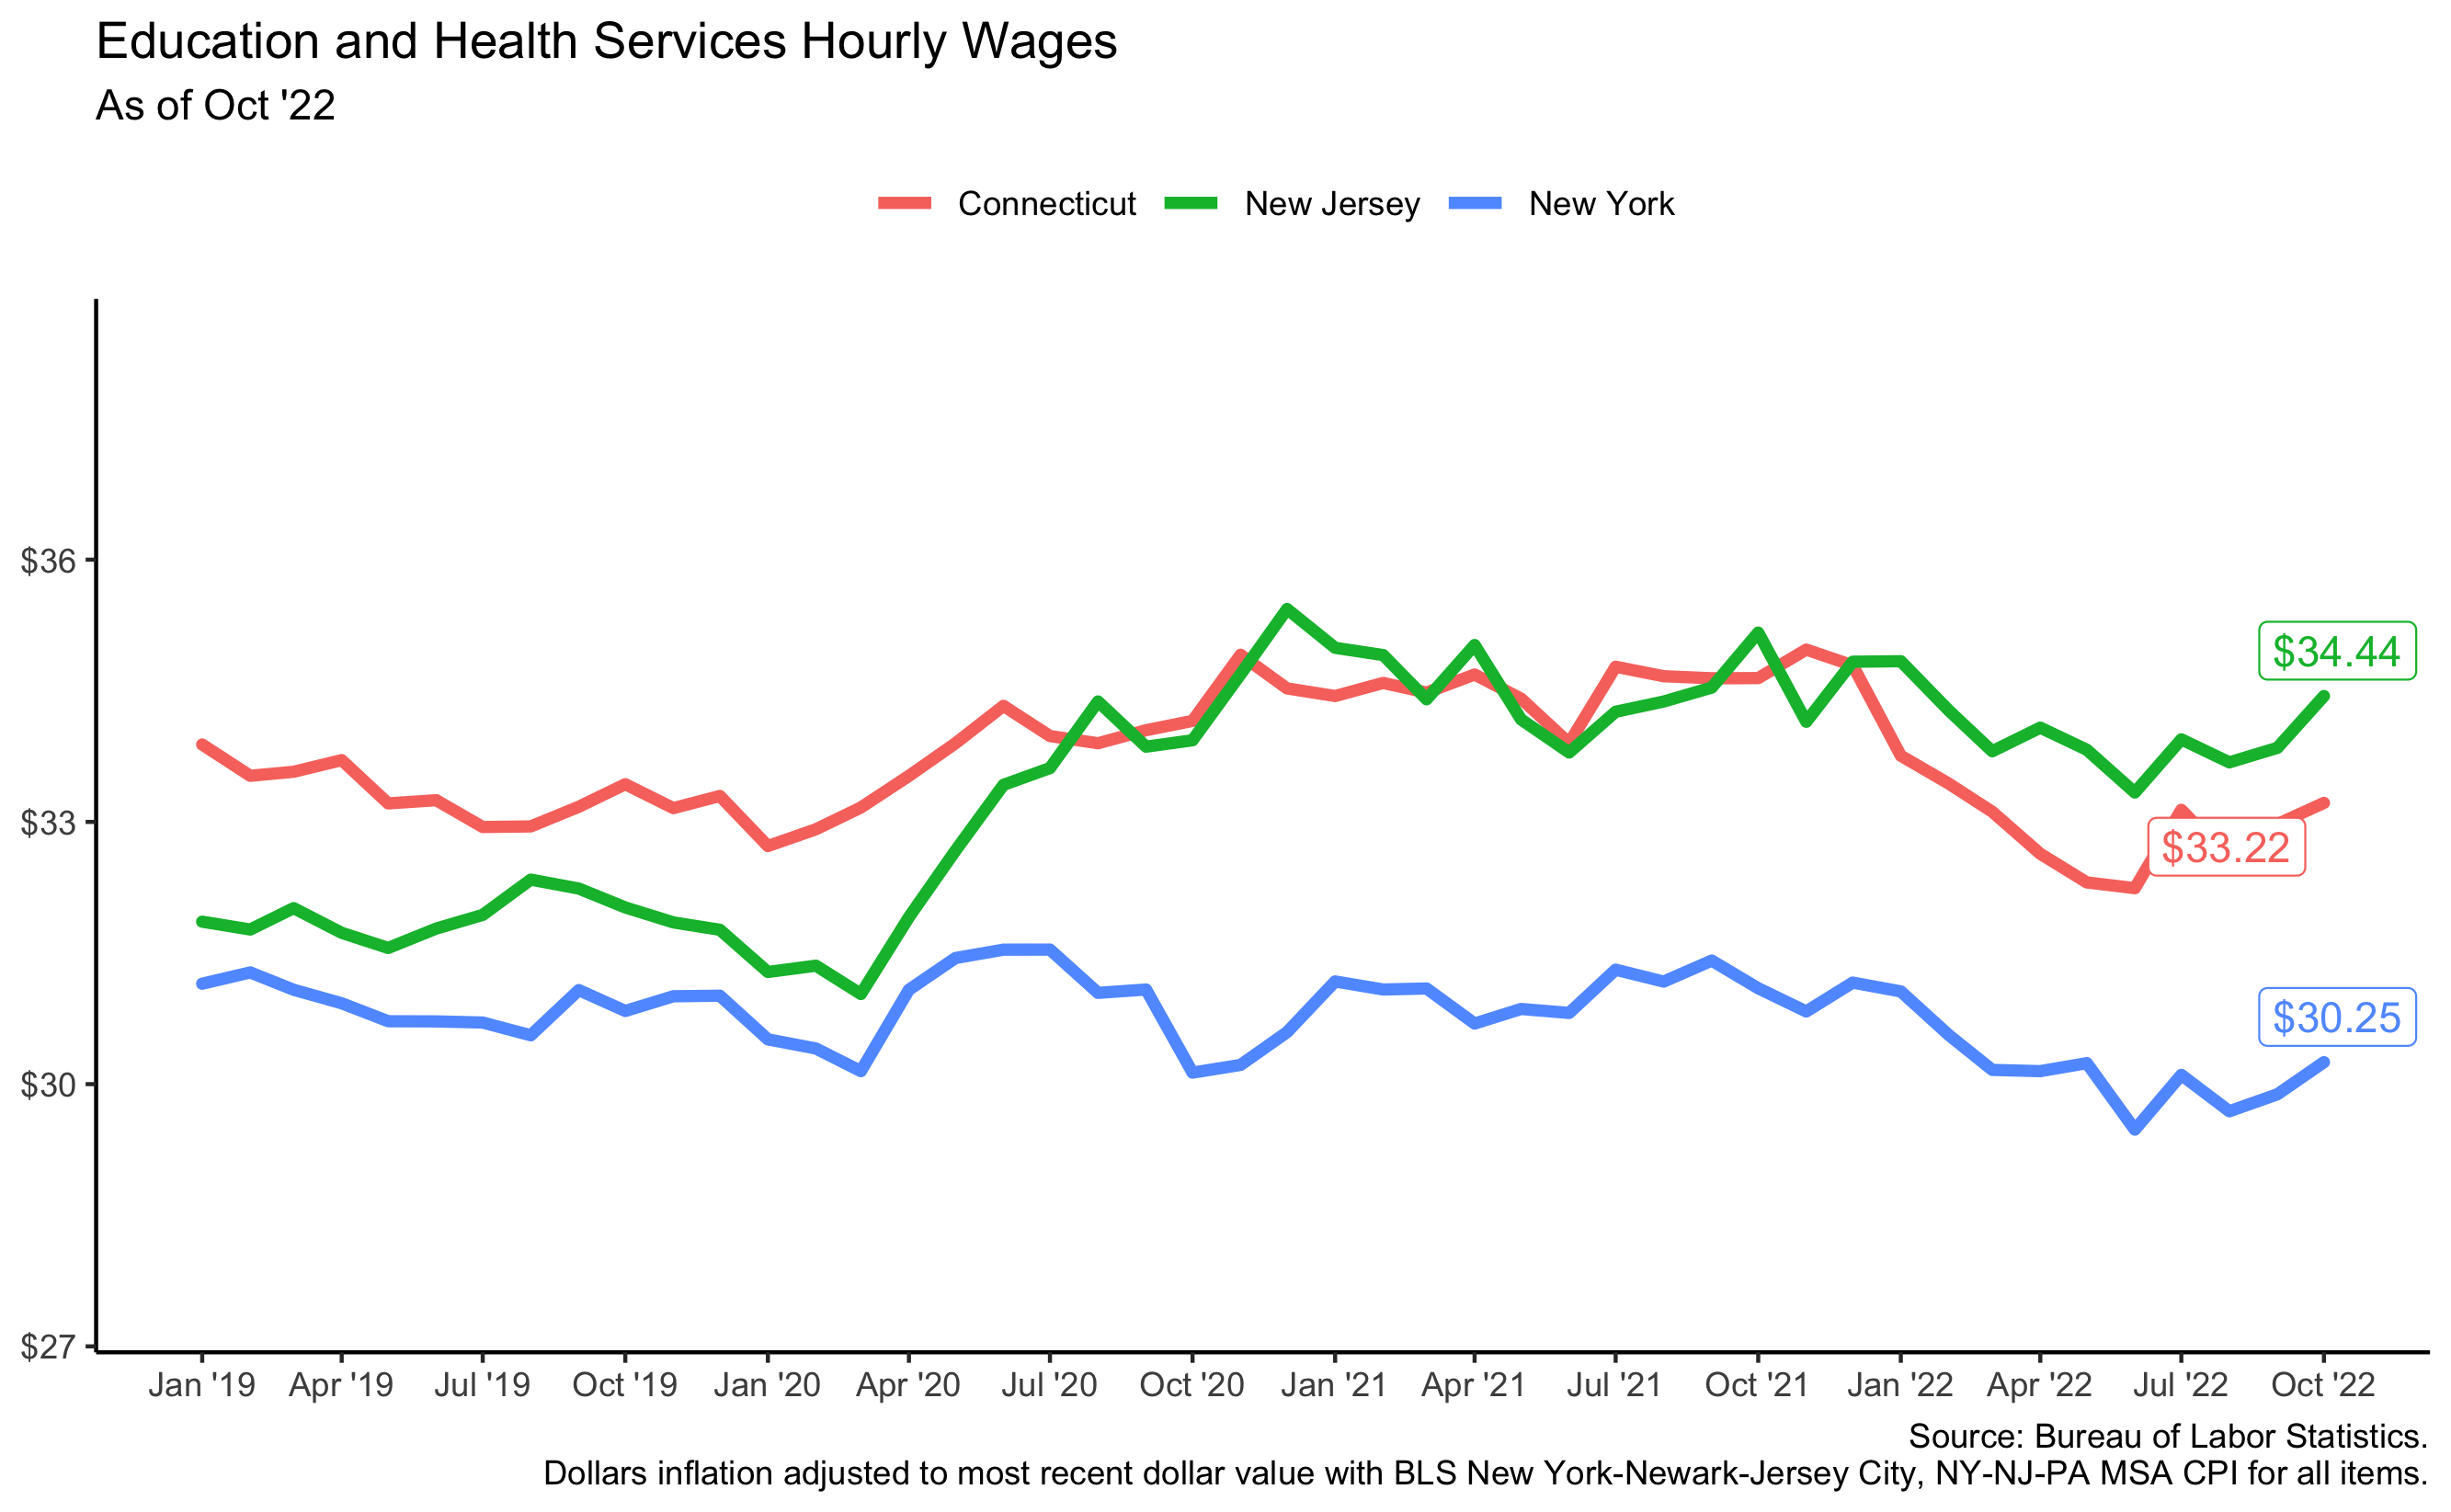 Education and Health Services Hourly Wages
As of Oct '22
Connecticut New Jersey New York
$36
$33
$30
$27
$34.44
$33.22
$30.25
Jan '19 Apr '19 Jul '19 Oct '19 Jan '20 Apr '20 Jul '20 Oct '20 Jan '21 Apr '21 Jul '21 Oct '21 Jan '22 Apr '22 Jul '22 Oct '22
Source: Bureau of Labor Statistics.
Dollars inflation adjusted to most recent dollar value with BLS New York-Newark-Jersey City, NY-NJ-PA MSA CPI for all items.